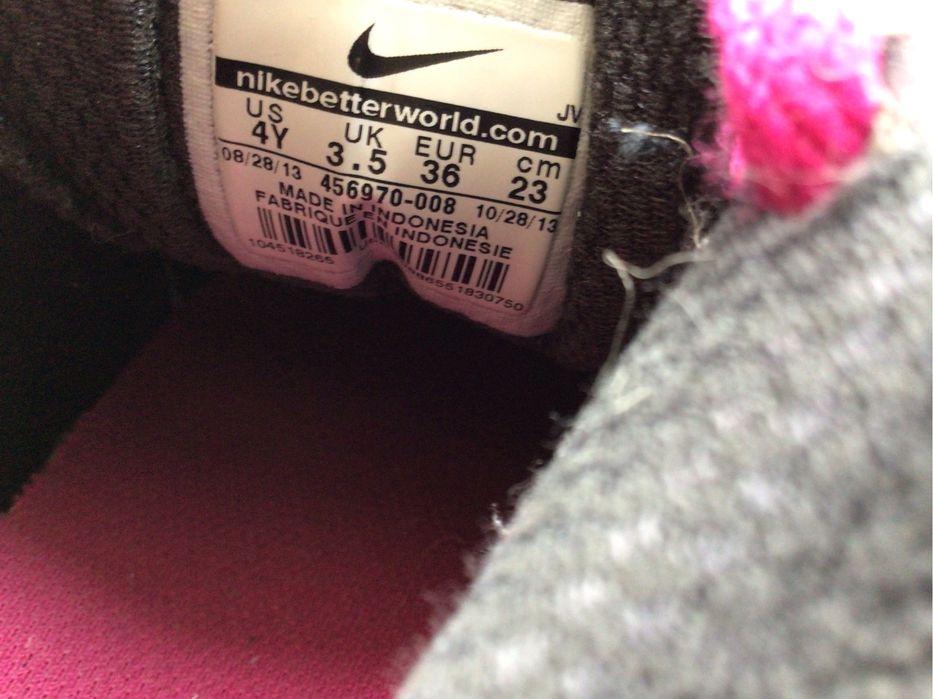 nikebetterworld.com
JV
US UK EUR cm
4Y 3.5 36 23
08/28/13 456970-008 10/28/13
MADE IN INDONESIA
FABRIQUE EN INDONESIE
104518265